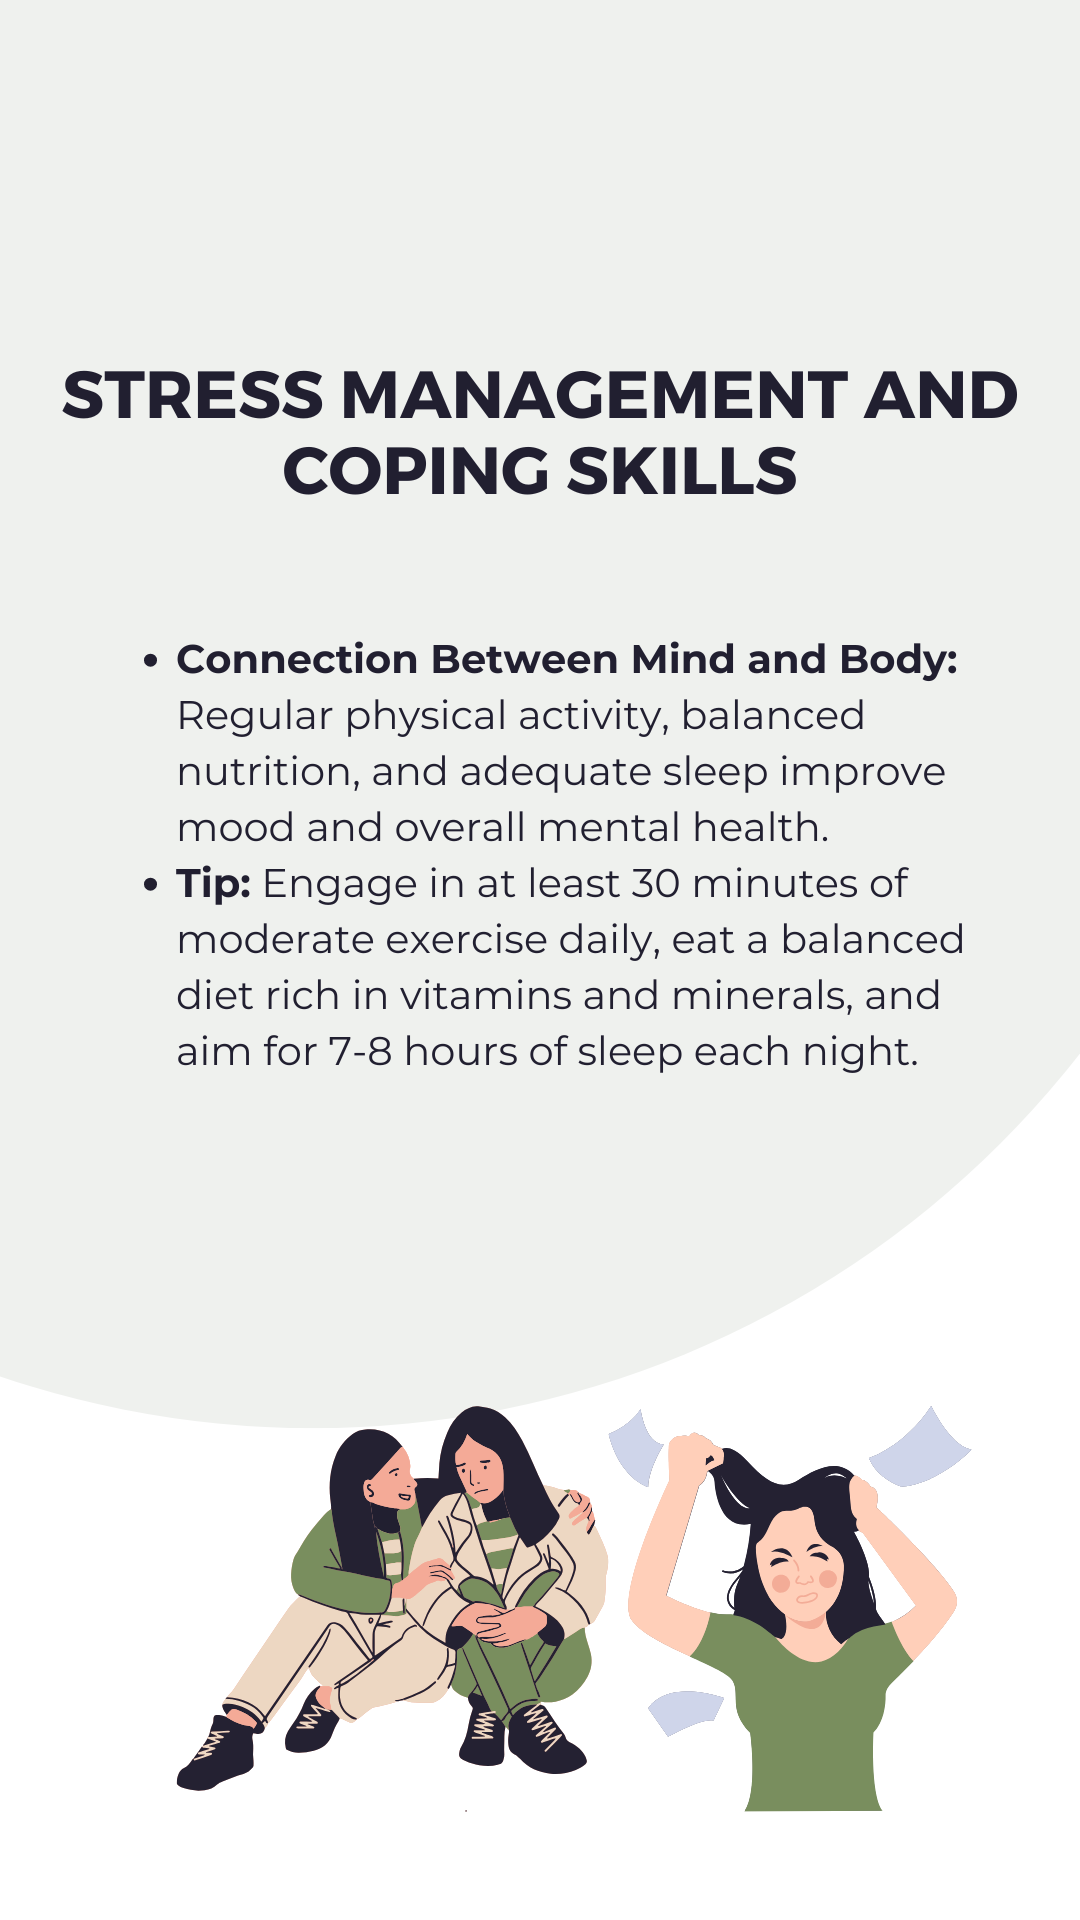 STRESS MANAGEMENT AND
COPING SKILLS
• Connection Between Mind and Body:
Regular physical activity, balanced
nutrition, and adequate sleep improve
mood and overall mental health.
• Tip: Engage in at least 30 minutes of
moderate exercise daily, eat a balanced
diet rich in vitamins and minerals, and
aim for 7-8 hours of sleep each night.